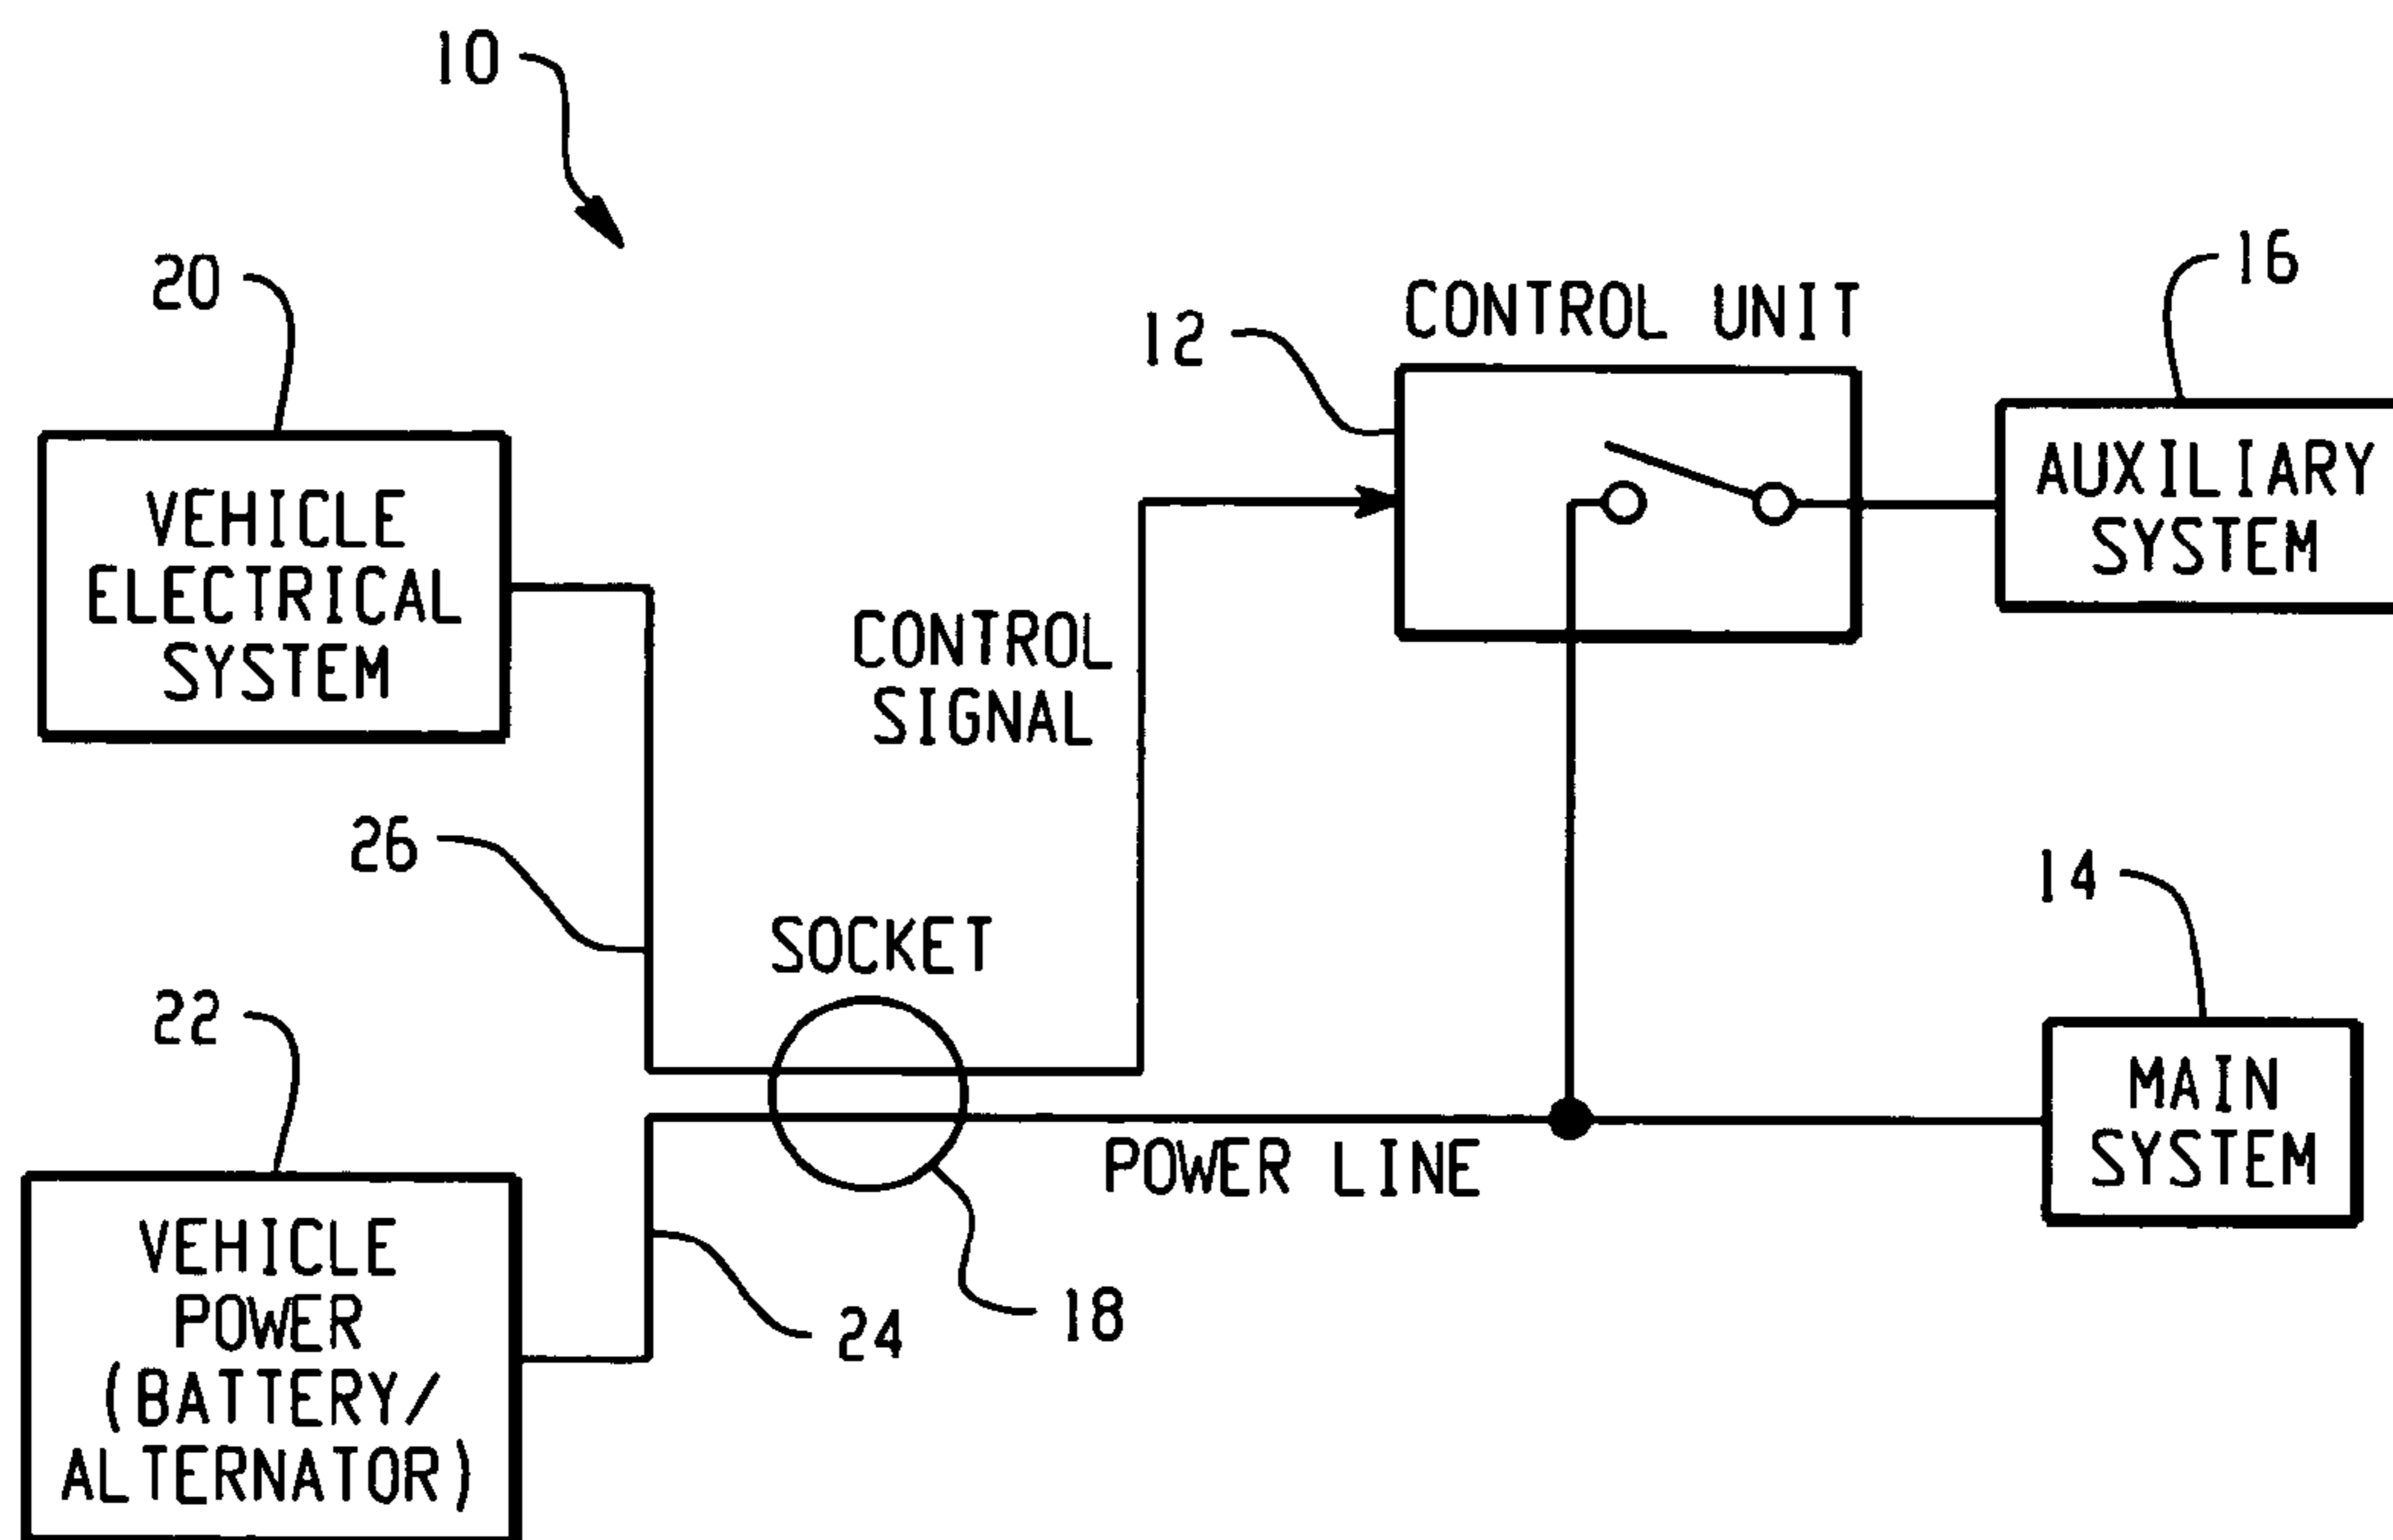 10
20
VEHICLE
ELECTRICAL
SYSTEM
12
CONTROL UNIT
16
AUXILIARY
SYSTEM
CONTROL
SIGNAL
26
SOCKET
14
MAIN
SYSTEM
22
VEHICLE
POWER
(BATTERY/
ALTERNATOR)
POWER LINE
24
18